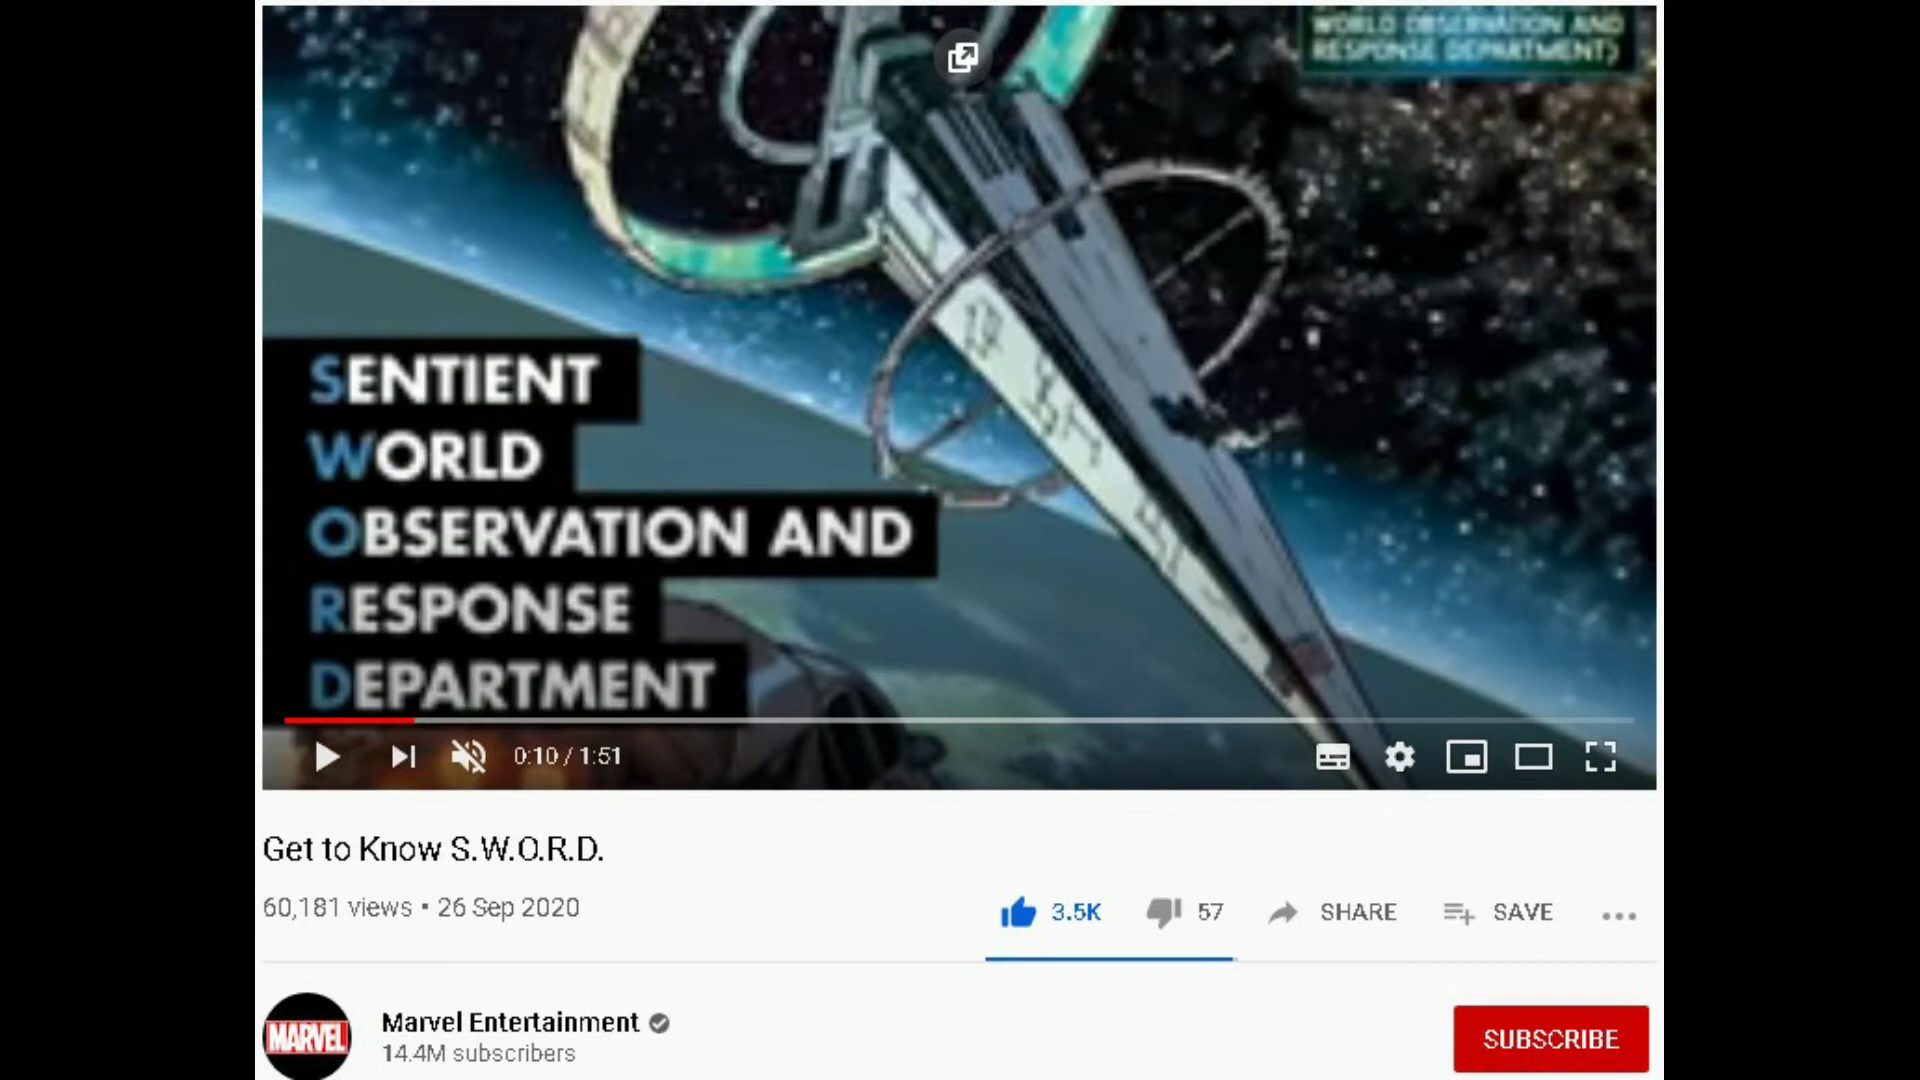 WORLD OBSERVATION AND
RESPONSE DEPARTMENT)
SENTIENT
WORLD
OBSERVATION AND
RESPONSE
DEPARTMENT
0:10 / 1:51
Get to Know S.W.O.R.D.
60,181 views • 26 Sep 2020
3.5K 57 SHARE SAVE
MARVEL
Marvel Entertainment
14.4M subscribers
SUBSCRIBE